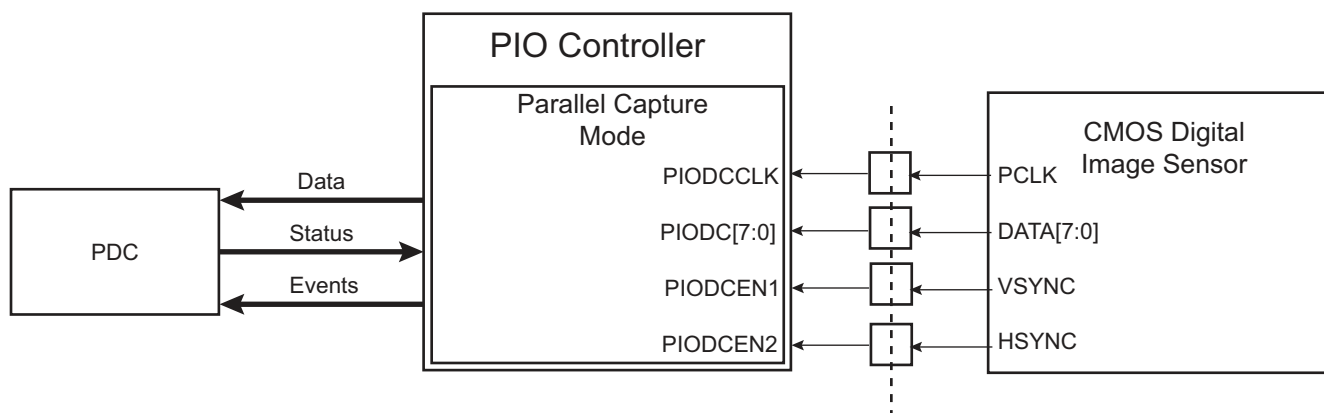 PIO Controller
Parallel Capture
Mode
PIODCCLK
PIODC[7:0]
PIODCEN1
PIODCEN2
Data
Status
Events
PDC
CMOS Digital
Image Sensor
PCLK
DATA[7:0]
VSYNC
HSYNC